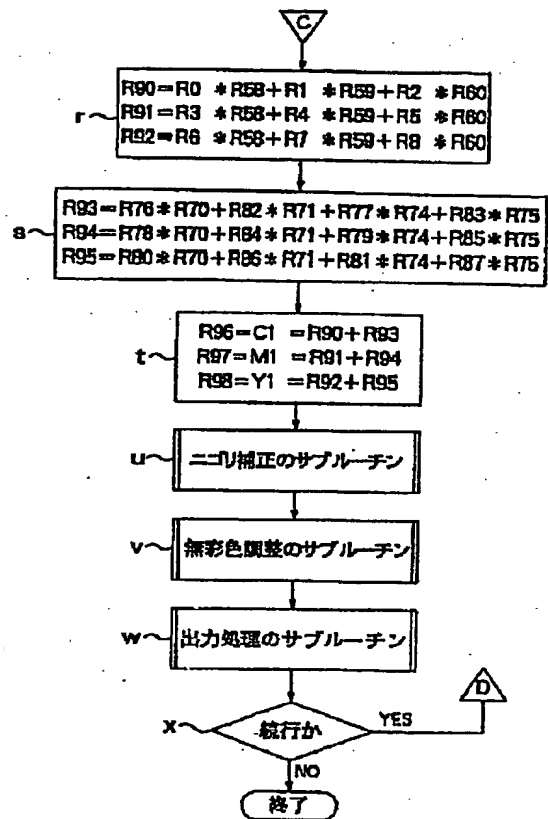 C
R90=R0 *R58+R1 *R59+R2 *R60
r R91=R3 *R58+R4 *R59+R5 *R60
R92=R6 *R58+R7 *R59+R8 *R60
R93=R76*R70+R82*R71+R77*R74+R83*R75
s R94=R78*R70+R84*R71+R79*R74+R85*R75
R95=R80*R70+R86*R71+R81*R74+R87*R75
R96=C1 =R90+R93
t R97=M1 =R91+R94
R98=Y1 =R92+R95
u ニゴリ補正のサブルーチン
v 無彩色調整のサブルーチン
w 出力処理のサブルーチン
D
x 続行か YES
NO
終了